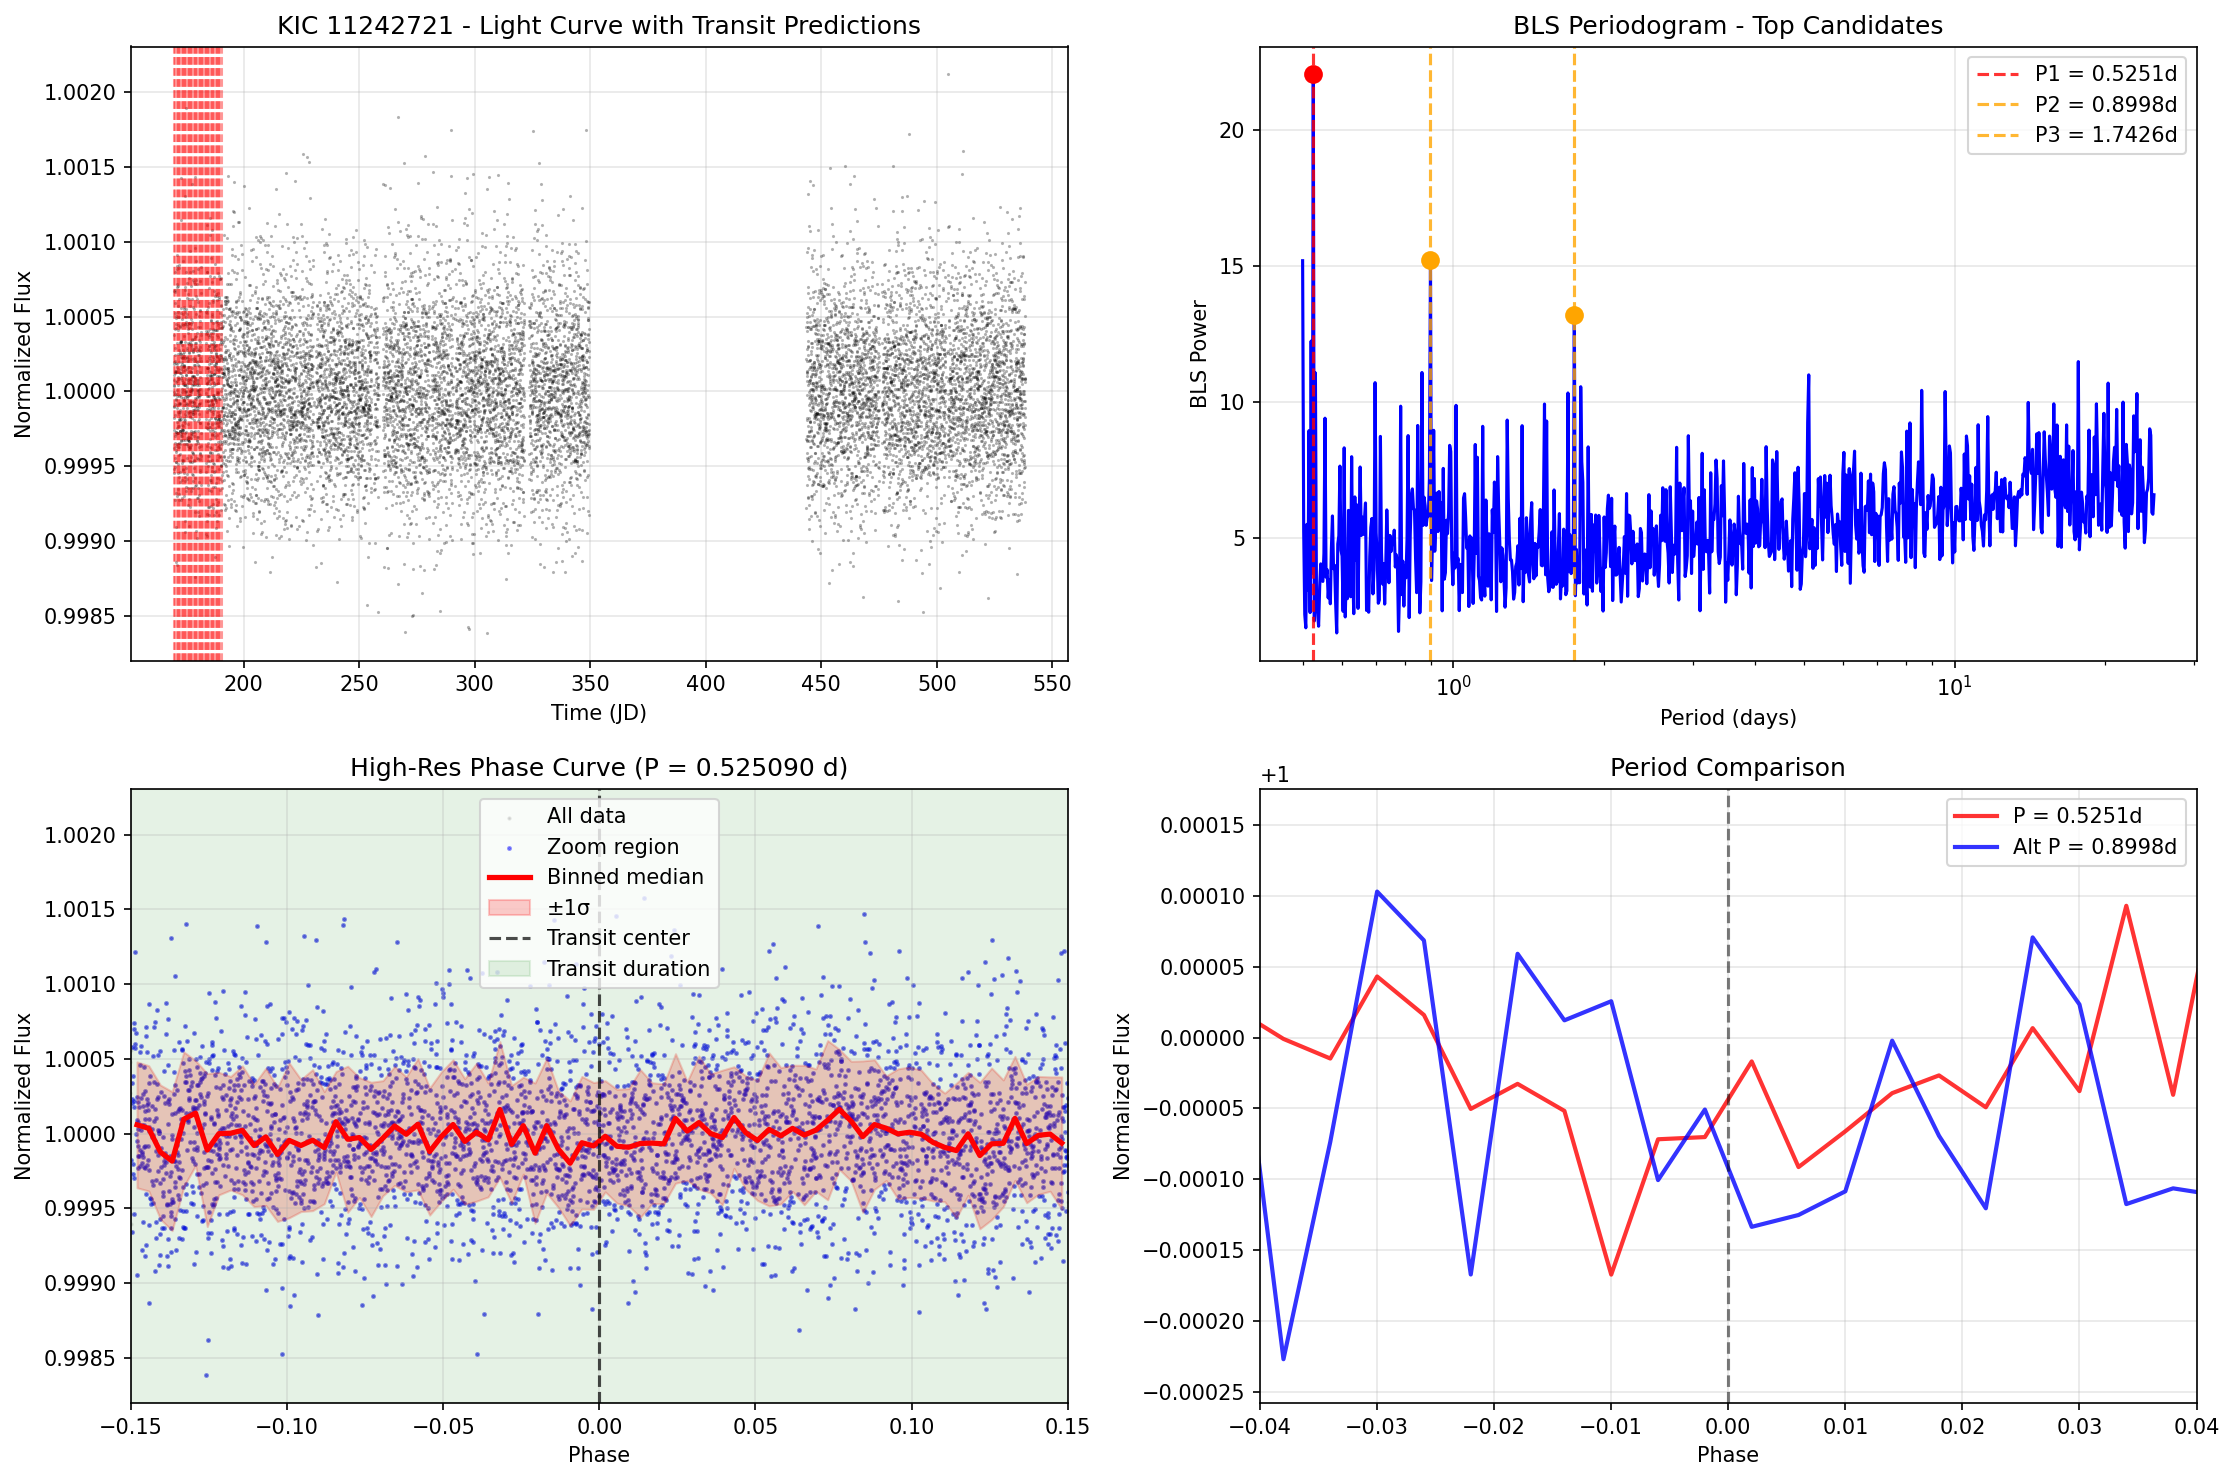 KIC 11242721 - Light Curve with Transit Predictions
Normalized Flux
1.0020
1.0015
1.0010
1.0005
1.0000
0.9995
0.9990
0.9985
200 250 300 350 400 450 500 550
Time (JD)
BLS Periodogram - Top Candidates
BLS Power
20
15
10
5
P1 = 0.5251d
P2 = 0.8998d
P3 = 1.7426d
10⁰ 10¹
Period (days)
High-Res Phase Curve (P = 0.525090 d)
Normalized Flux
1.0020
1.0015
1.0010
1.0005
1.0000
0.9995
0.9990
0.9985
All data
Zoom region
Binned median
±1σ
Transit center
Transit duration
−0.15 −0.10 −0.05 0.00 0.05 0.10 0.15
Phase
Period Comparison
+1
Normalized Flux
0.00015
0.00010
0.00005
0.00000
−0.00005
−0.00010
−0.00015
−0.00020
−0.00025
P = 0.5251d
Alt P = 0.8998d
−0.04 −0.03 −0.02 −0.01 0.00 0.01 0.02 0.03 0.04
Phase